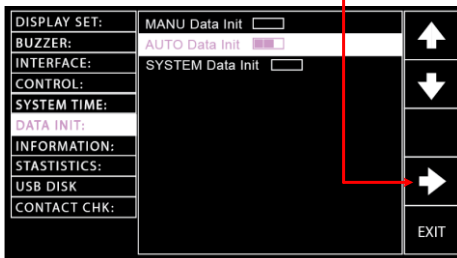 DISPLAY SET:
BUZZER:
INTERFACE:
CONTROL:
SYSTEM TIME:
DATA INIT:
INFORMATION:
STASTISTICS:
USB DISK
CONTACT CHK:
MANU Data Init
AUTO Data Init
SYSTEM Data Init
EXIT